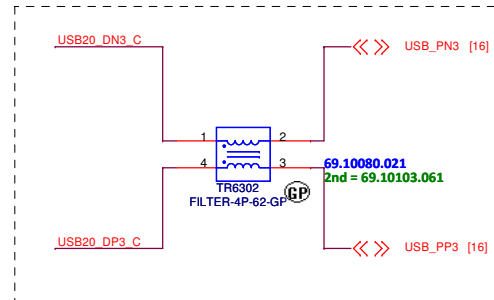 USB20_DN3_C
USB_PN3 [16]
1
2
4
3
69.10080.021
2nd = 69.10103.061
TR6302
GP
FILTER-4P-62-GP
USB20_DP3_C
USB_PP3 [16]